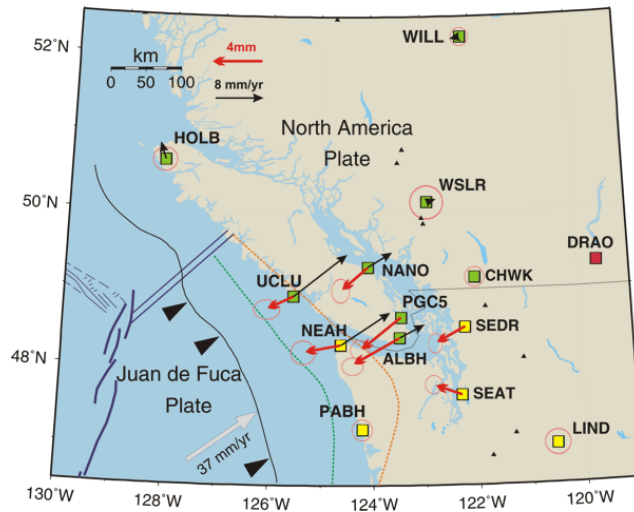 52°N
km
0 50 100
4mm
8 mm/yr
WILL
HOLB
North America
Plate
50°N
WSLR
DRAO
UCLU
NANO
CHWK
PGC5
NEAH
SEDR
48°N
ALBH
Juan de Fuca
Plate
SEAT
PABH
LIND
37 mm/yr
130°W
128°W
126°W
124°W
122°W
120°W